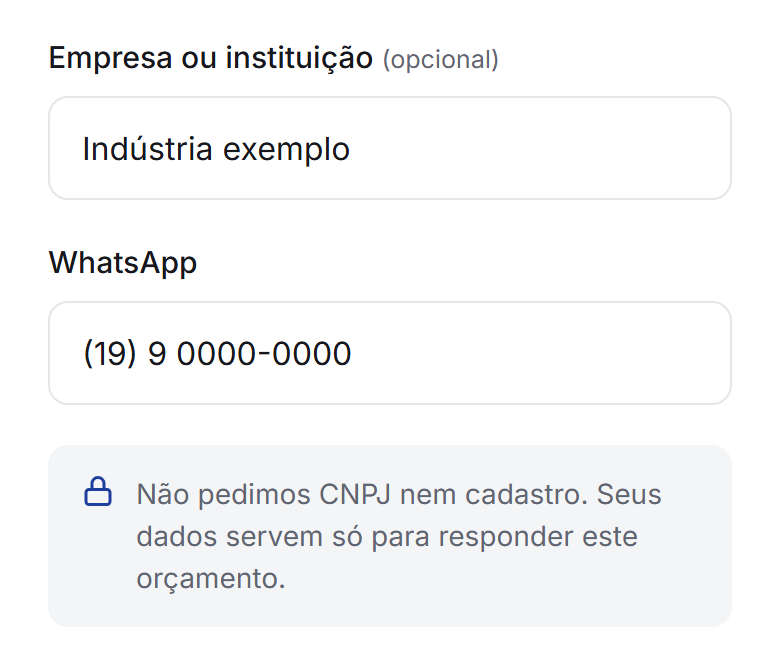 Empresa ou instituição (opcional)
Indústria exemplo
WhatsApp
(19) 9 0000-0000
Não pedimos CNPJ nem cadastro. Seus
dados servem só para responder este
orçamento.